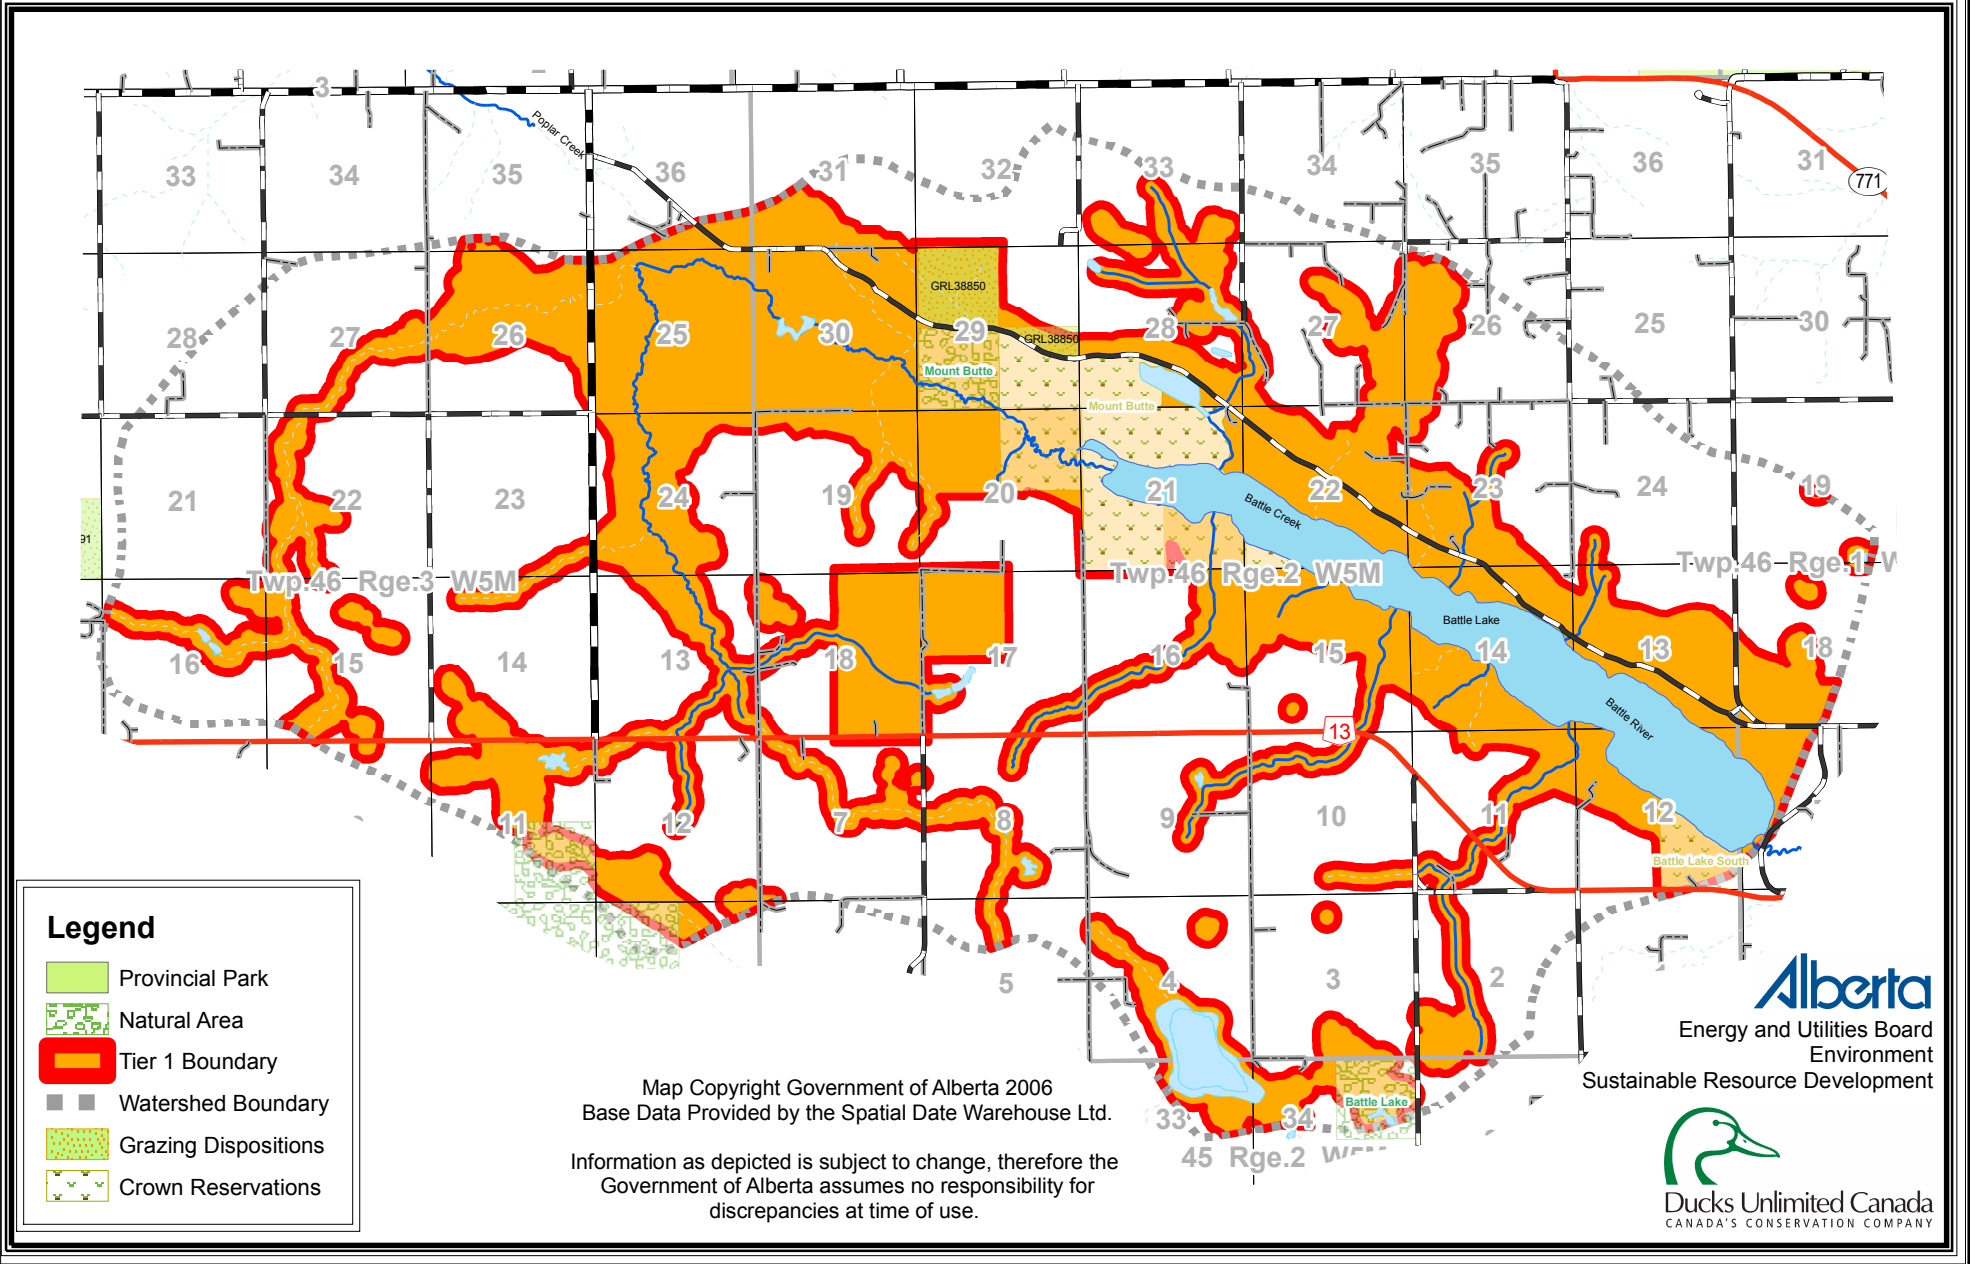 3
Poplar Creek
33
34
35
36
31
32
33
34
35
36
31
771
28
27
26
25
30
GRL38850
29
GRL38850
28
27
26
25
30
Mount Butte
Mount Butte
21
22
23
24
19
20
21
Battle Creek
22
23
24
19
91
Twp.46 Rge.3 W5M
Twp.46 Rge.2 W5M
Twp.46 Rge.1 W
16
15
14
13
18
17
16
15
Battle Lake
14
13
18
Battle River
13
11
12
7
8
9
10
11
12
Battle Lake South
5
4
3
2
33
34
Battle Lake
45 Rge.2 W5M
Legend
Provincial Park
Natural Area
Tier 1 Boundary
Watershed Boundary
Grazing Dispositions
Crown Reservations
Map Copyright Government of Alberta 2006
Base Data Provided by the Spatial Date Warehouse Ltd.
Information as depicted is subject to change, therefore the
Government of Alberta assumes no responsibility for
discrepancies at time of use.
Alberta
Energy and Utilities Board
Environment
Sustainable Resource Development
Ducks Unlimited Canada
CANADA'S CONSERVATION COMPANY